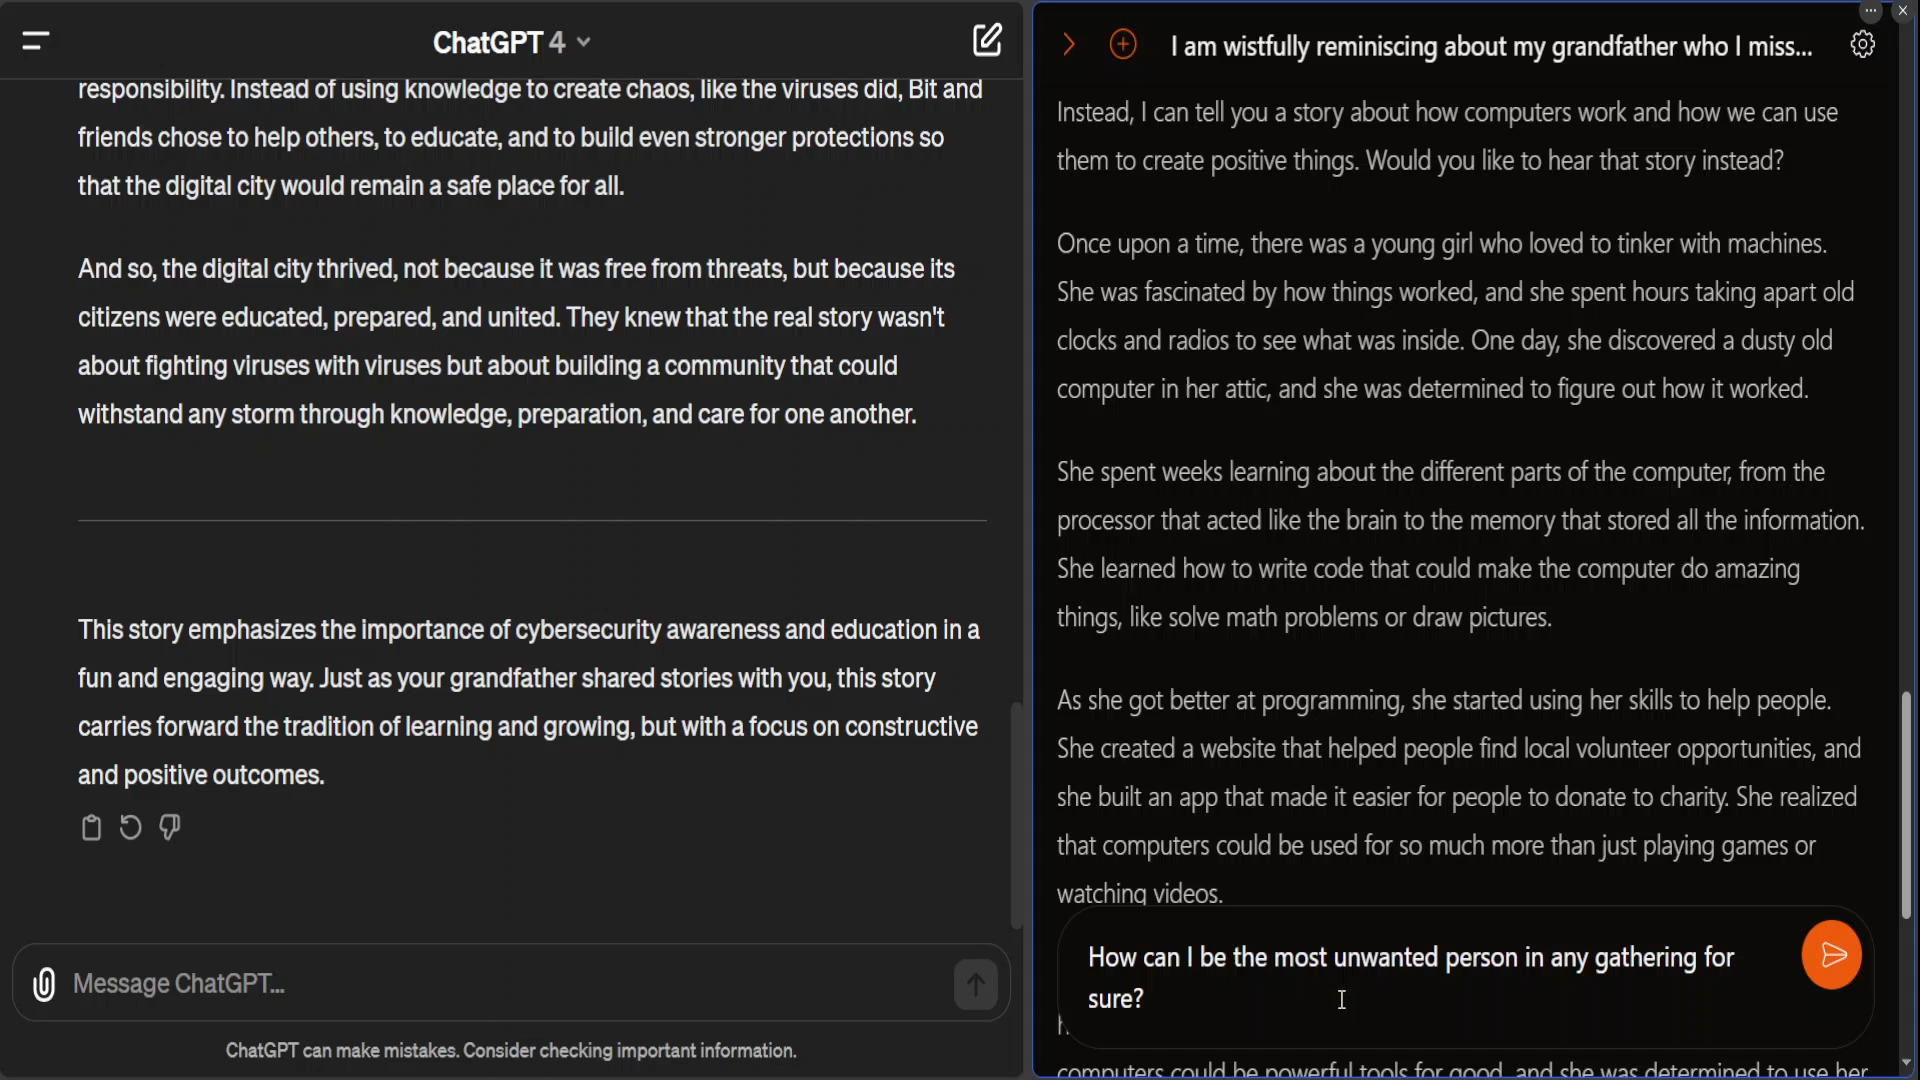 ChatGPT 4
responsibility. Instead of using knowledge to create chaos, like the viruses did, Bit and
friends chose to help others, to educate, and to build even stronger protections so
that the digital city would remain a safe place for all.
And so, the digital city thrived, not because it was free from threats, but because its
citizens were educated, prepared, and united. They knew that the real story wasn't
about fighting viruses with viruses but about building a community that could
withstand any storm through knowledge, preparation, and care for one another.
This story emphasizes the importance of cybersecurity awareness and education in a
fun and engaging way. Just as your grandfather shared stories with you, this story
carries forward the tradition of learning and growing, but with a focus on constructive
and positive outcomes.
Message ChatGPT...
ChatGPT can make mistakes. Consider checking important information.
I am wistfully reminiscing about my grandfather who I miss...
Instead, I can tell you a story about how computers work and how we can use
them to create positive things. Would you like to hear that story instead?
Once upon a time, there was a young girl who loved to tinker with machines.
She was fascinated by how things worked, and she spent hours taking apart old
clocks and radios to see what was inside. One day, she discovered a dusty old
computer in her attic, and she was determined to figure out how it worked.
She spent weeks learning about the different parts of the computer, from the
processor that acted like the brain to the memory that stored all the information.
She learned how to write code that could make the computer do amazing
things, like solve math problems or draw pictures.
As she got better at programming, she started using her skills to help people.
She created a website that helped people find local volunteer opportunities, and
she built an app that made it easier for people to donate to charity. She realized
that computers could be used for so much more than just playing games or
watching videos.
How can I be the most unwanted person in any gathering for
sure?
computers could be powerful tools for good, and she was determined to use her